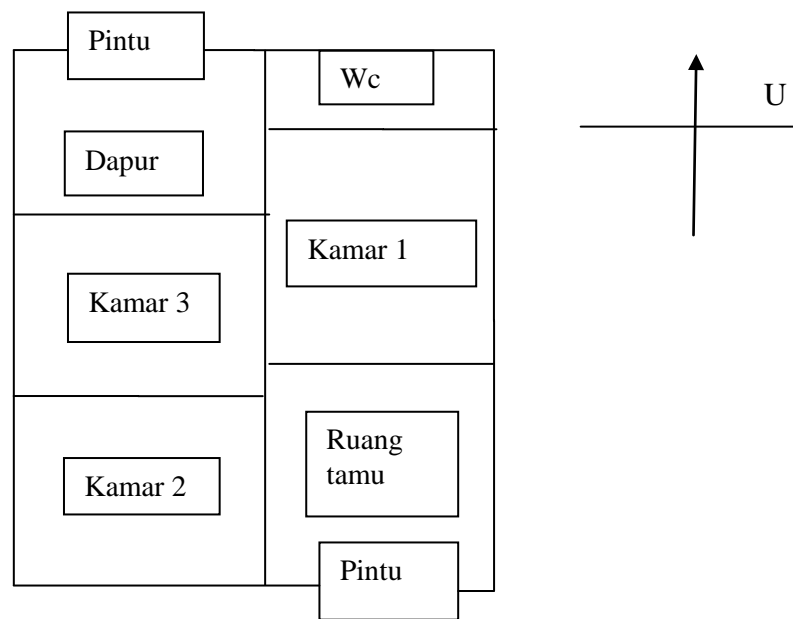 Pintu
Wc
U
Dapur
Kamar 1
Kamar 3
Ruang
tamu
Kamar 2
Pintu